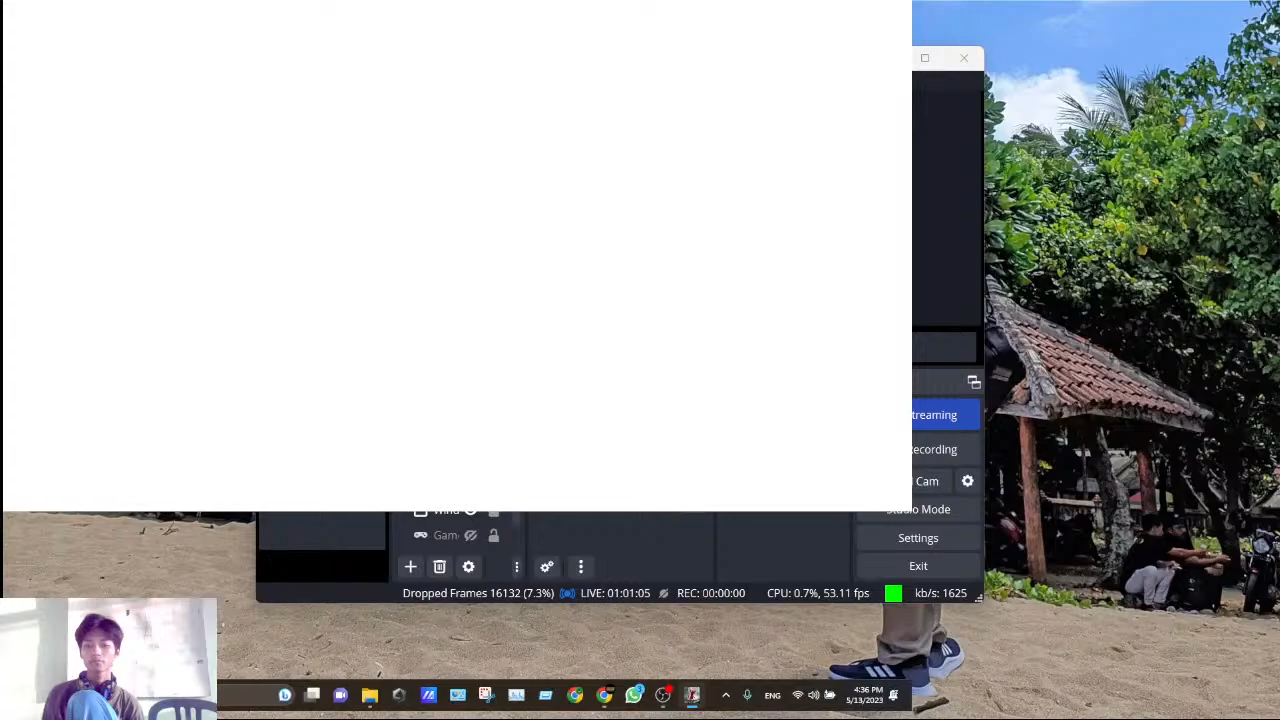 treaming
ecording
Cam
Studio Mode
Gam
Settings
Exit
Dropped Frames 16132 (7.3%) LIVE: 01:01:05 REC: 00:00:00 CPU: 0.7%, 53.11 fps kb/s: 1625
ENG 4:36 PM
5/13/2023